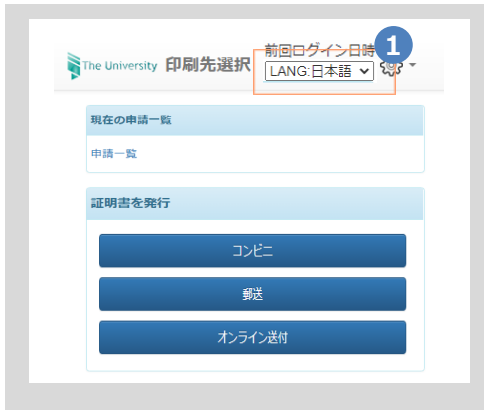 前回ログイン日時
1
The University 印刷先選択 LANG:日本語
現在の申請一覧
申請一覧
証明書を発行
コンビニ
郵送
オンライン送付